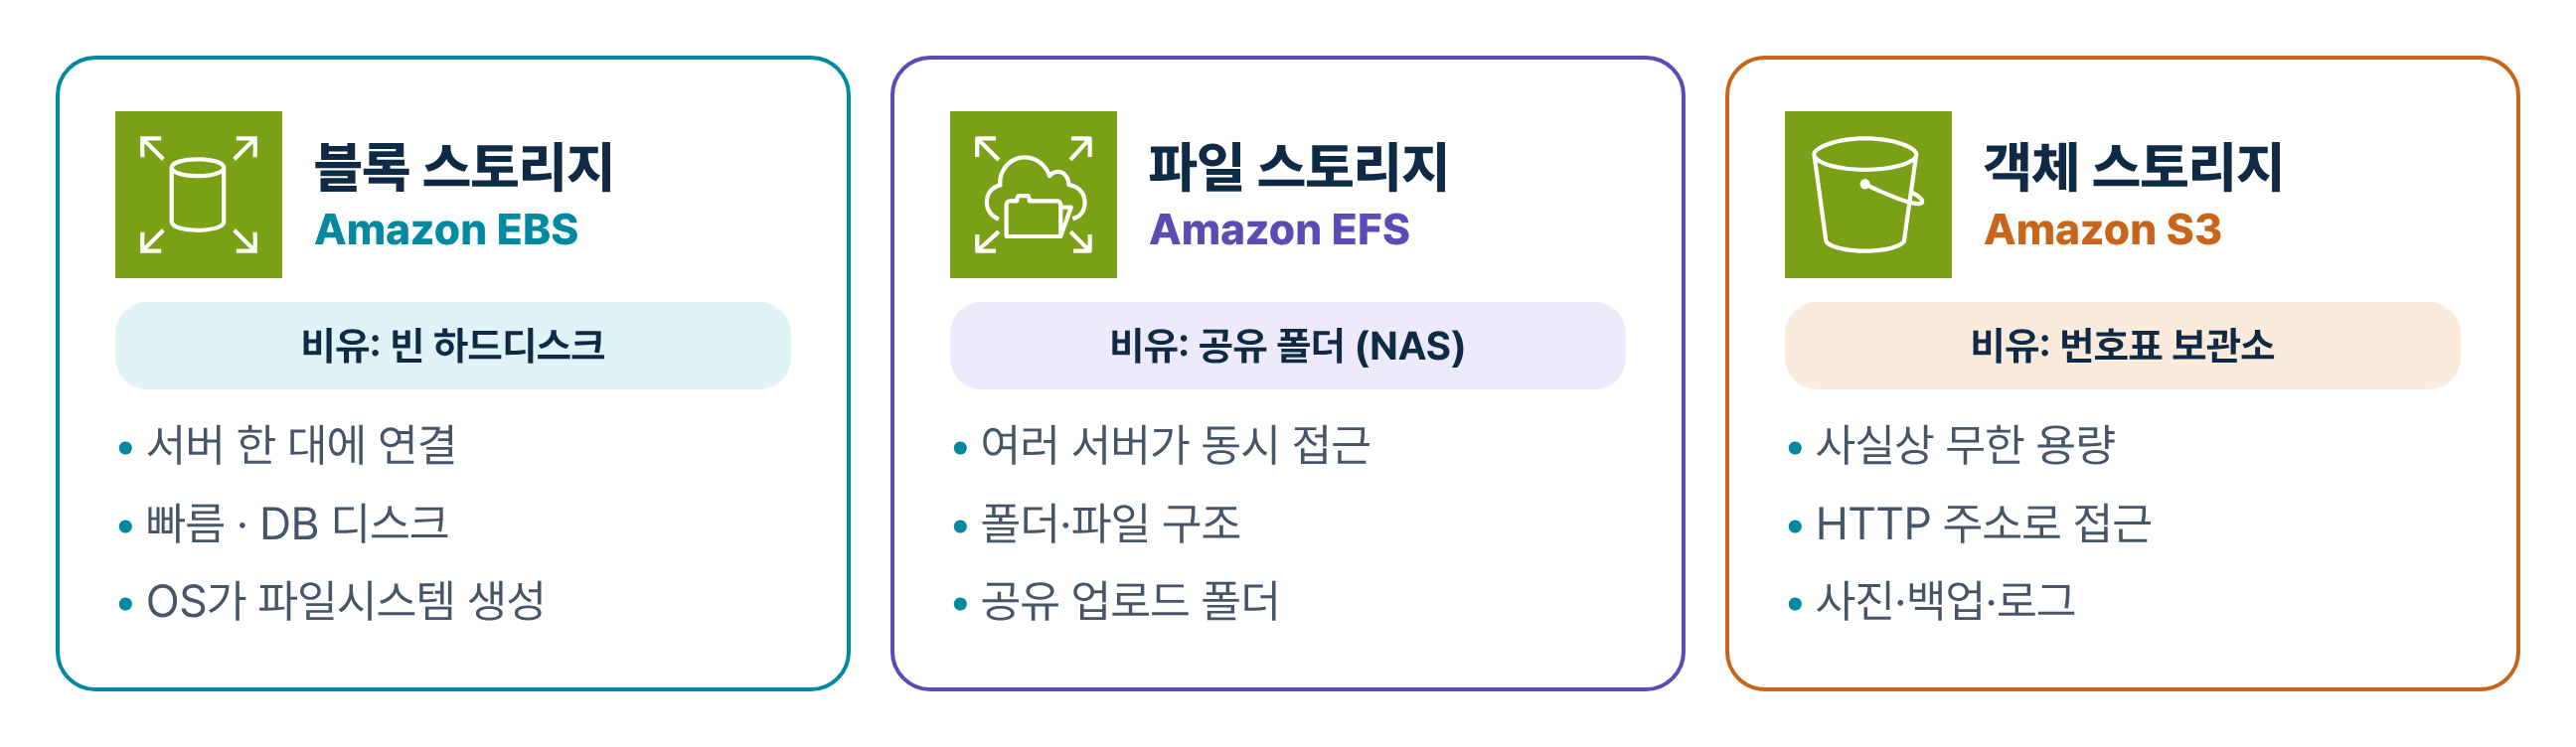 블록 스토리지
Amazon EBS
비유: 빈 하드디스크
• 서버 한 대에 연결
• 빠름 · DB 디스크
• OS가 파일시스템 생성
파일 스토리지
Amazon EFS
비유: 공유 폴더 (NAS)
• 여러 서버가 동시 접근
• 폴더·파일 구조
• 공유 업로드 폴더
객체 스토리지
Amazon S3
비유: 번호표 보관소
• 사실상 무한 용량
• HTTP 주소로 접근
• 사진·백업·로그